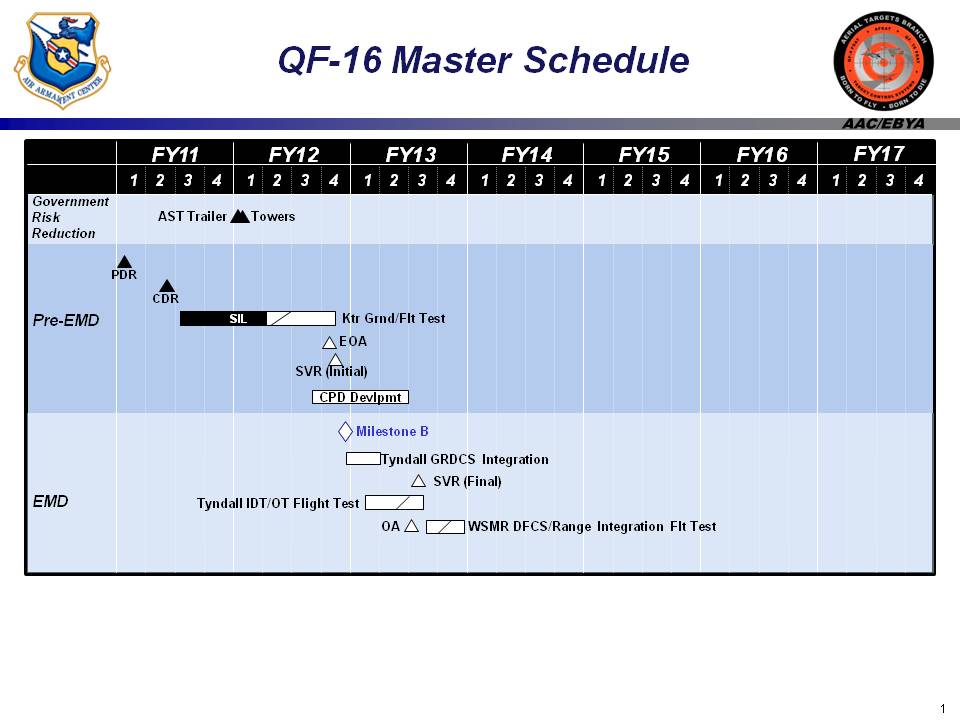 QF-16 Master Schedule
AIR ARMAMENT CENTER
AERIAL TARGETS BRANCH
TARGET CONTROL SYSTEMS
BORN TO FLY • BORN TO DIE
AAC/EBYA
FY11 FY12 FY13 FY14 FY15 FY16 FY17
1 2 3 4 1 2 3 4 1 2 3 4 1 2 3 4 1 2 3 4 1 2 3 4 1 2 3 4
Government
Risk
Reduction
AST Trailer Towers
Pre-EMD
PDR
CDR
SIL Ktr Grnd/Flt Test
EOA
SVR (Initial)
CPD Devlpmt
EMD
Milestone B
Tyndall GRDCS Integration
SVR (Final)
Tyndall IDT/OT Flight Test
OA WSMR DFCS/Range Integration Flt Test
1